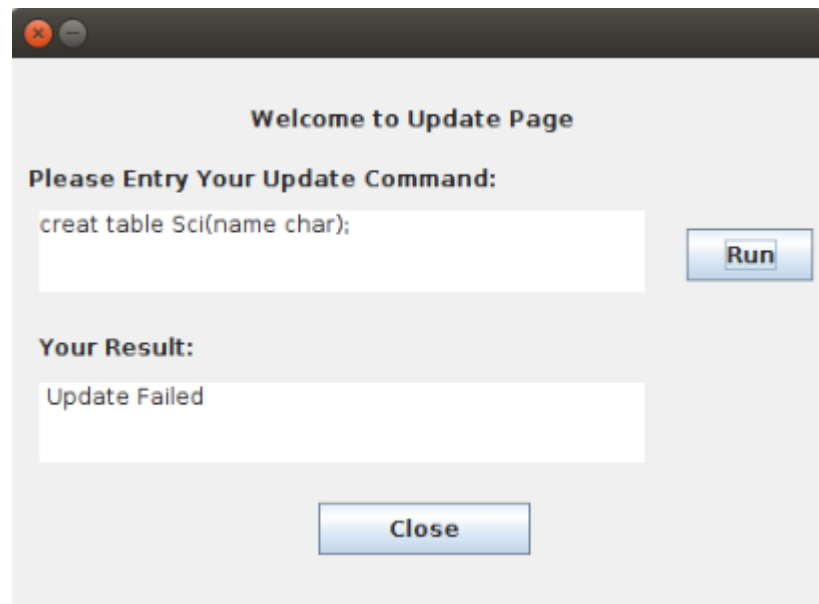 Welcome to Update Page
Please Entry Your Update Command:
creat table Sci(name char);
Run
Your Result:
Update Failed
Close